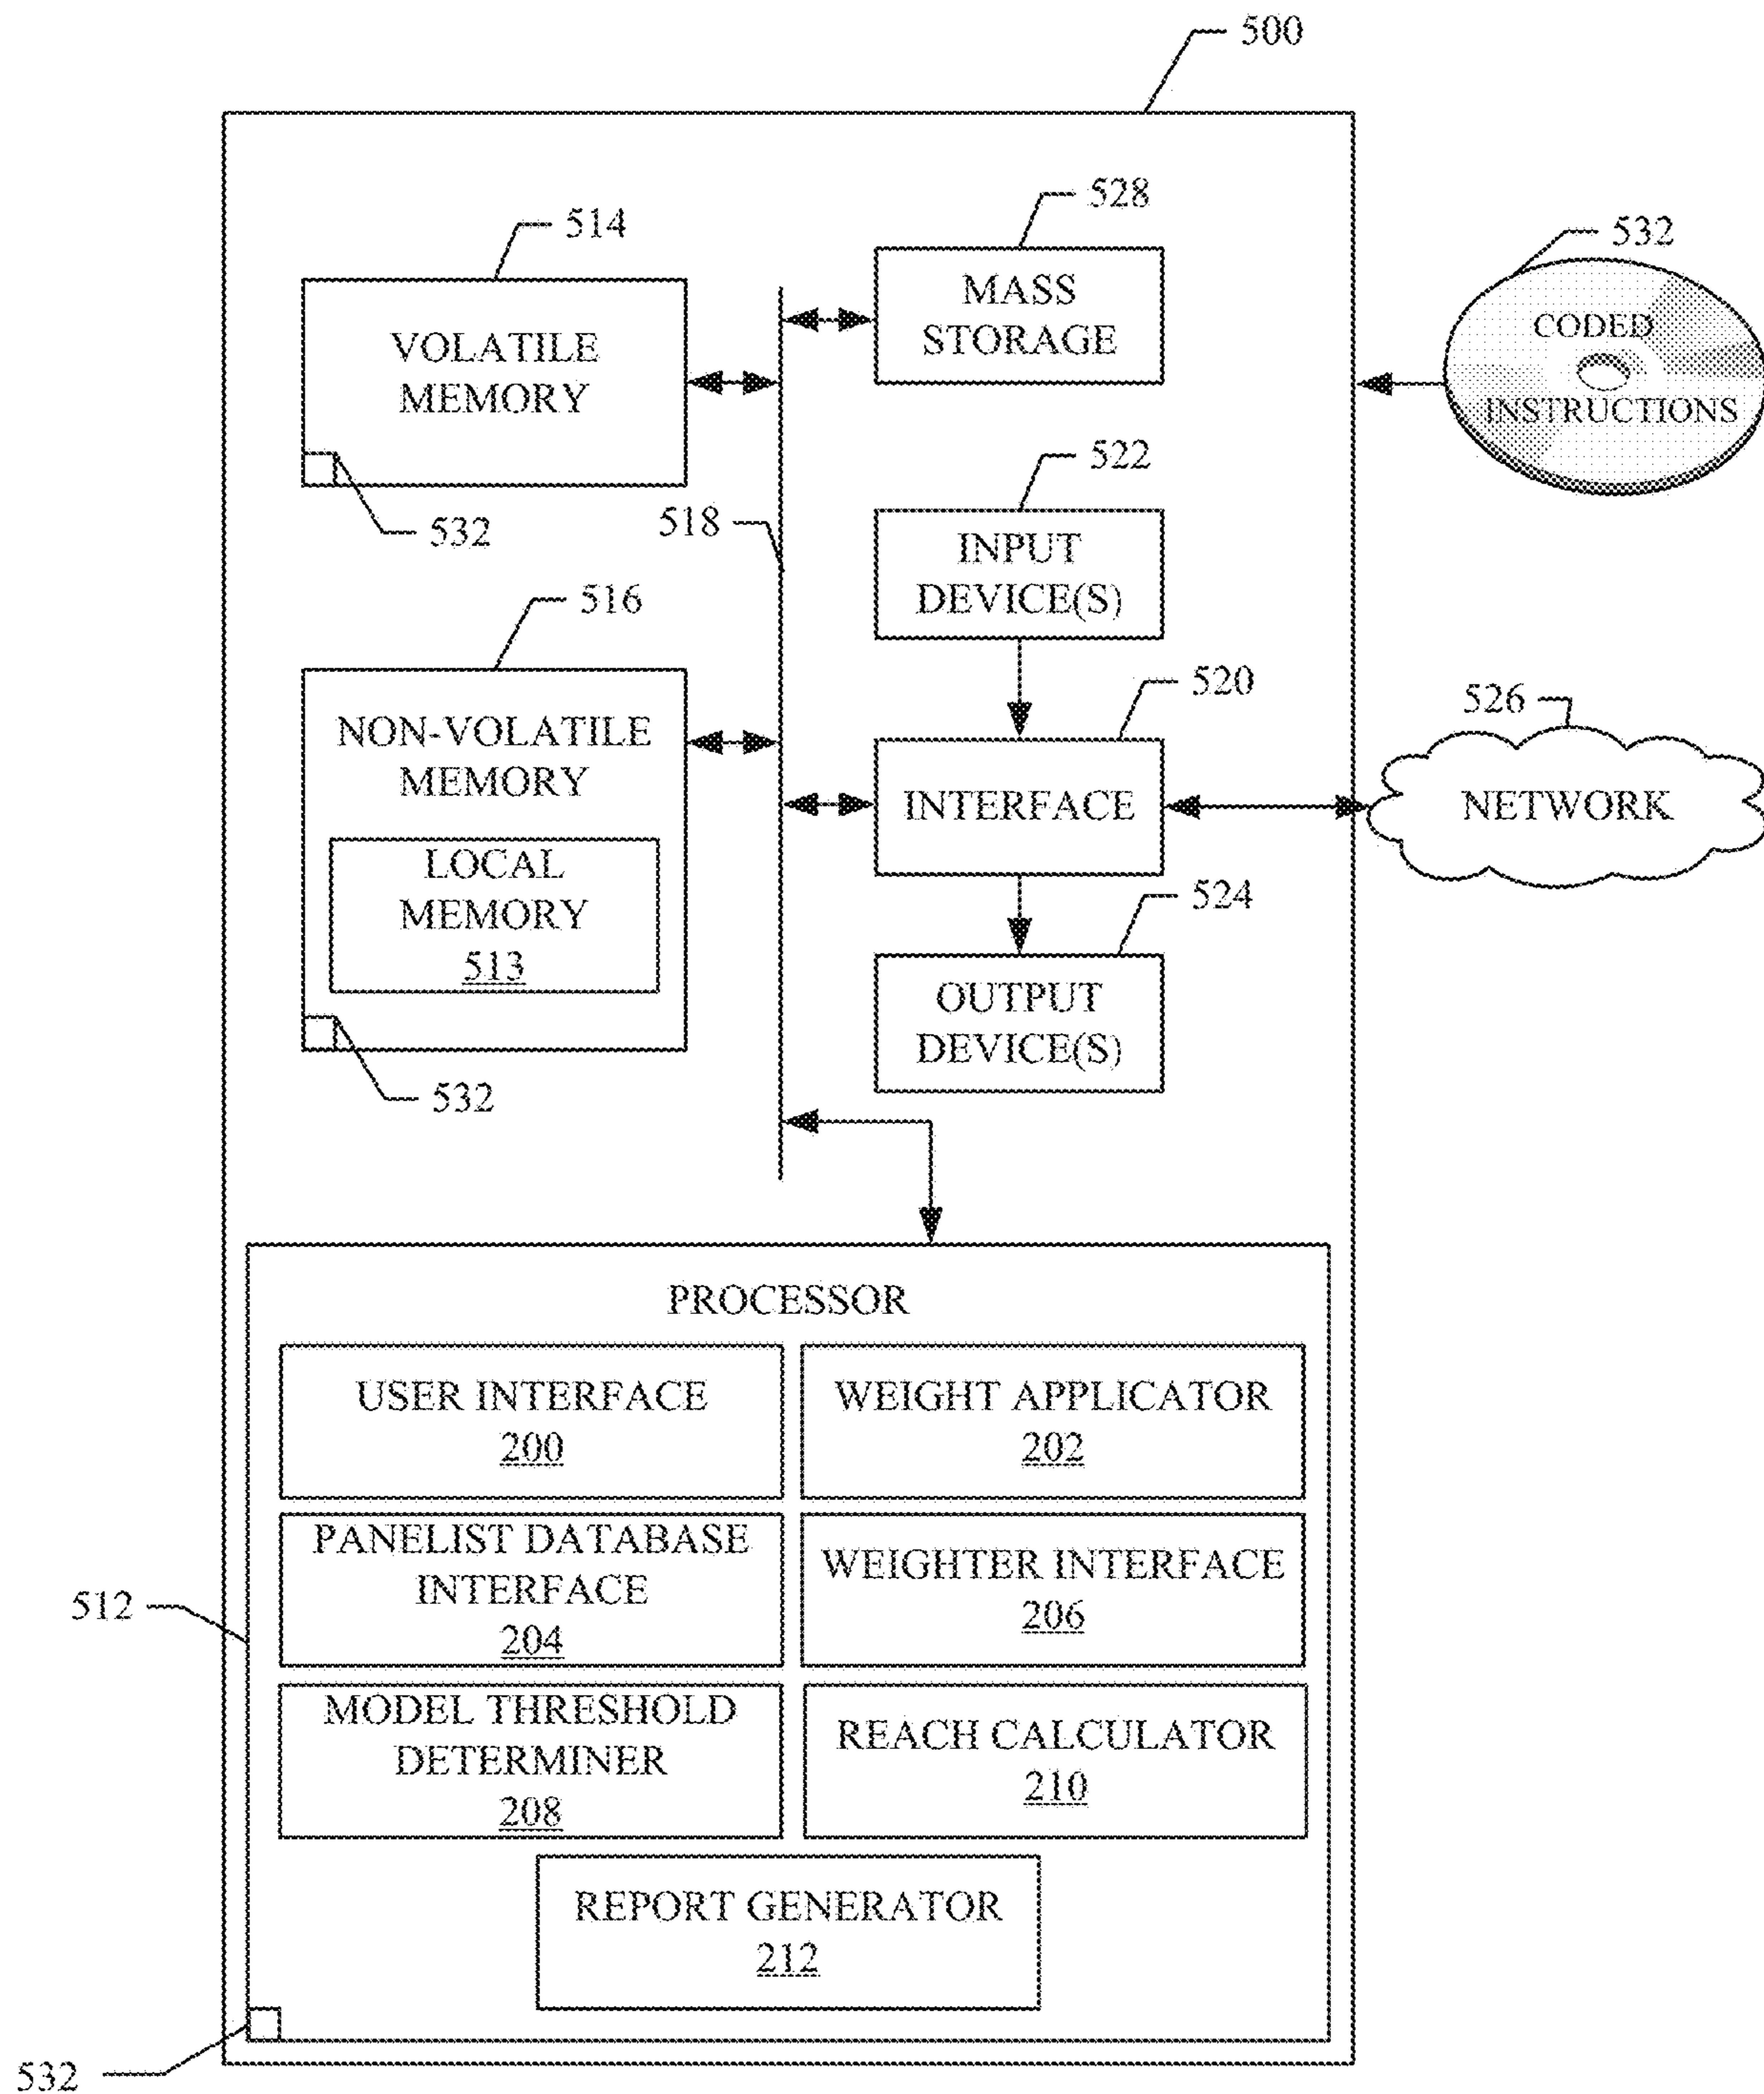 500
528
514
532
MASS
STORAGE
VOLATILE
MEMORY
CODED
INSTRUCTIONS
522
532
518
INPUT
DEVICE(S)
516
520
526
NON-VOLATILE
MEMORY
INTERFACE
NETWORK
LOCAL
MEMORY
513
524
OUTPUT
DEVICE(S)
532
PROCESSOR
USER INTERFACE
200
WEIGHT APPLICATOR
202
PANELIST DATABASE
INTERFACE
204
WEIGHTER INTERFACE
206
512
MODEL THRESHOLD
DETERMINER
208
REACH CALCULATOR
210
REPORT GENERATOR
212
532